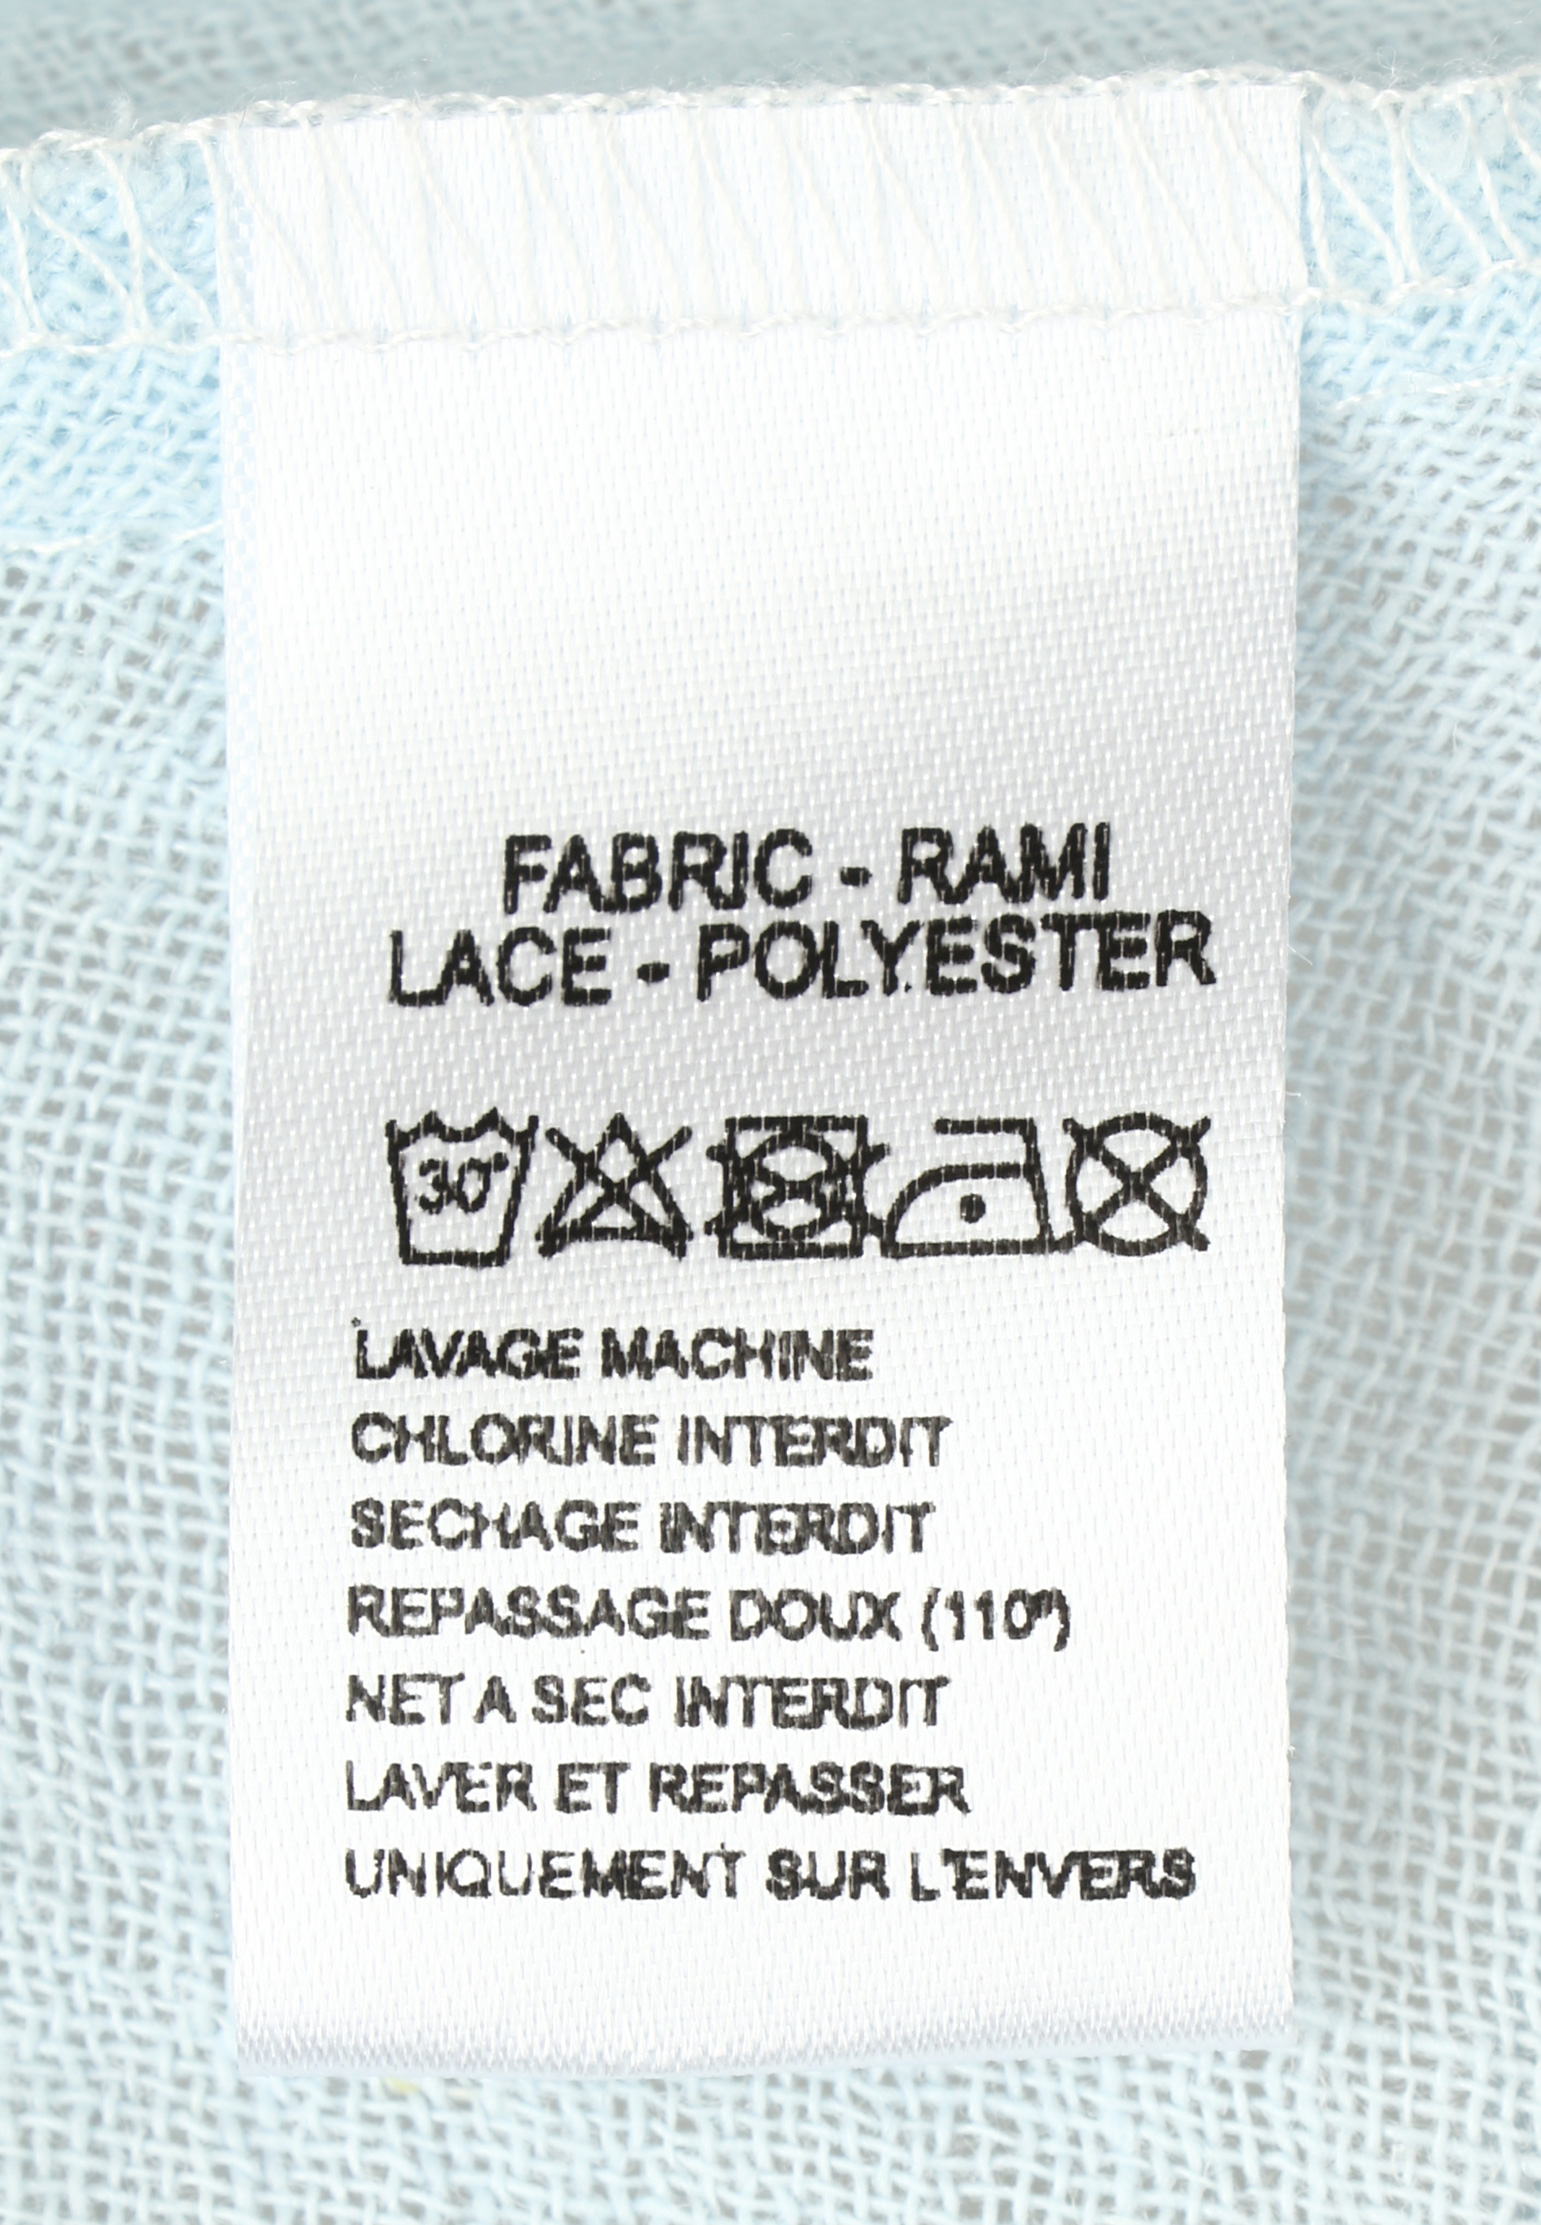 FABRIC - RAMI
LACE - POLYESTER
30°
LAVAGE MACHINE
CHLORINE INTERDIT
SECHAGE INTERDIT
REPASSAGE DOUX (110°)
NET A SEC INTERDIT
LAVER ET REPASSER
UNIQUEMENT SUR L'ENVERS